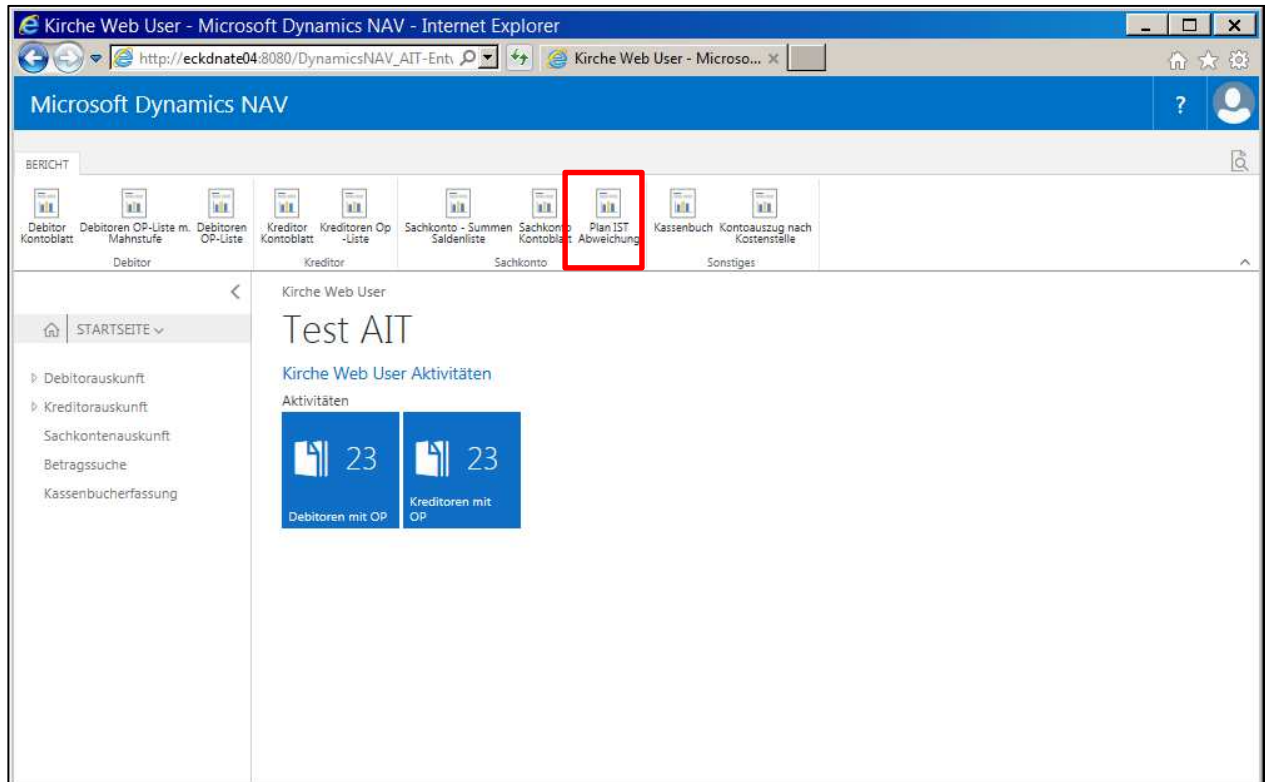 Kirche Web User - Microsoft Dynamics NAV - Internet Explorer
http://eckdnate04:8080/DynamicsNAV_AIT-Entv
Kirche Web User - Microso...
Microsoft Dynamics NAV
?
BERICHT
Debitor Kontoblatt
Debitoren OP-Liste m. Mahnstufe
Debitoren OP-Liste
Kreditor Kontoblatt
Kreditoren Op -Liste
Sachkonto - Summen Saldenliste
Sachkonto Kontoblatt
Plan IST Abweichung
Kassenbuch
Kontoauszug nach Kostenstelle
Debitor
Kreditor
Sachkonto
Sonstiges
Kirche Web User
STARTSEITE
Test AIT
Debitorauskunft
Kreditorauskunft
Sachkontenauskunft
Betragssuche
Kassenbucherfassung
Kirche Web User Aktivitäten
Aktivitäten
23
Debitoren mit OP
23
Kreditoren mit
OP